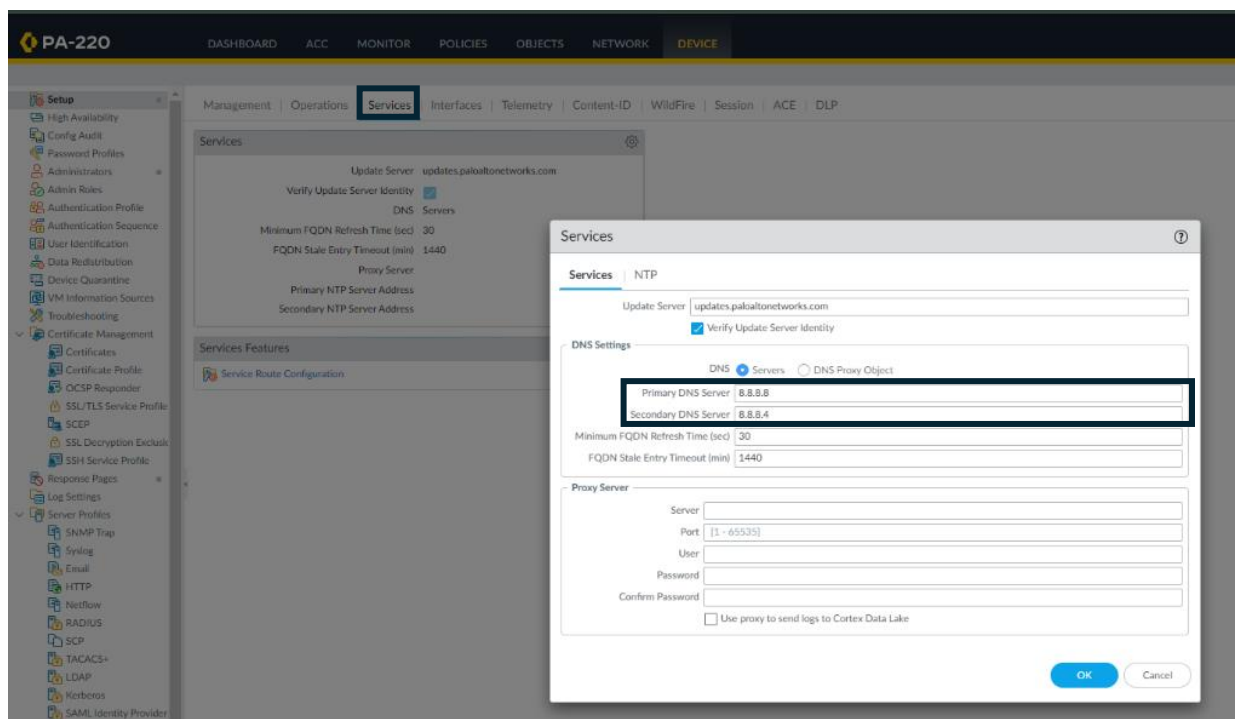 PA-220
DASHBOARD ACC MONITOR POLICIES OBJECTS NETWORK DEVICE
Setup
High Availability
Config Audit
Password Profiles
Administrators
Admin Roles
Authentication Profile
Authentication Sequence
User Identification
Data Redistribution
Device Quarantine
VM Information Sources
Troubleshooting
Certificate Management
Certificates
Certificate Profile
OCSP Responder
SSL/TLS Service Profile
SCEP
SSL Decryption Exclusi
SSH Service Profile
Response Pages
Log Settings
Server Profiles
SNMP Trap
Syslog
Email
HTTP
Netflow
RADIUS
SCP
TACACS+
LDAP
Kerberos
SAML Identity Provider
Management | Operations | Services | Interfaces | Telemetry | Content-ID | WildFire | Session | ACE | DLP
Services
Update Server updates.paloaltonetworks.com
Verify Update Server Identity
DNS Servers
Minimum FQDN Refresh Time (sec) 30
FQDN Stale Entry Timeout (min) 1440
Proxy Server
Primary NTP Server Address
Secondary NTP Server Address
Services Features
Service Route Configuration
Services
Services | NTP
Update Server updates.paloaltonetworks.com
Verify Update Server Identity
DNS Settings
DNS Servers DNS Proxy Object
Primary DNS Server 8.8.8.8
Secondary DNS Server 8.8.8.4
Minimum FQDN Refresh Time (sec) 30
FQDN Stale Entry Timeout (min) 1440
Proxy Server
Server
Port [1 - 65535]
User
Password
Confirm Password
Use proxy to send logs to Cortex Data Lake
OK Cancel